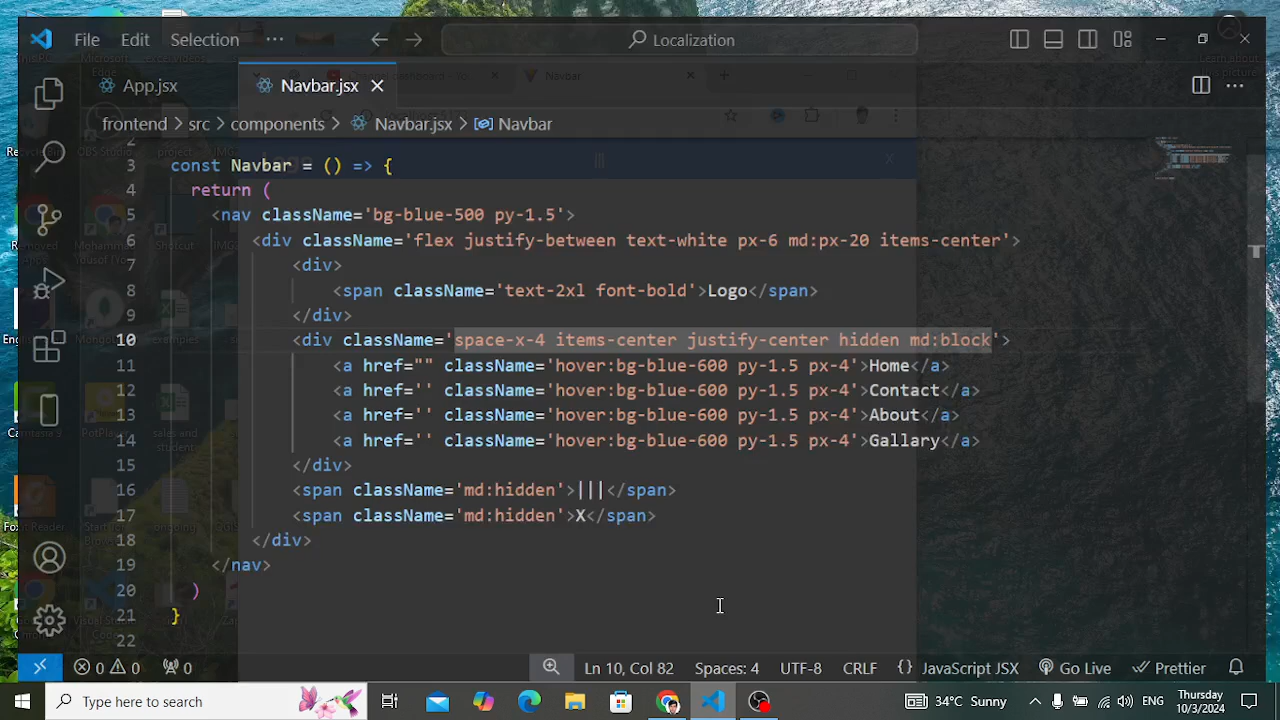 File Edit Selection ··· Localization
App.jsx Navbar.jsx
frontend > src > components > Navbar.jsx > Navbar
2
3 const Navbar = () => {
4 return (
5 <nav className='bg-blue-500 py-1.5'>
6 <div className='flex justify-between text-white px-6 md:px-20 items-center'>
7 <div>
8 <span className='text-2xl font-bold'>Logo</span>
9 </div>
10 <div className='space-x-4 items-center justify-center hidden md:block'>
11 <a href="" className='hover:bg-blue-600 py-1.5 px-4'>Home</a>
12 <a href='' className='hover:bg-blue-600 py-1.5 px-4'>Contact</a>
13 <a href='' className='hover:bg-blue-600 py-1.5 px-4'>About</a>
14 <a href='' className='hover:bg-blue-600 py-1.5 px-4'>Gallary</a>
15 </div>
16 <span className='md:hidden'>|||</span>
17 <span className='md:hidden'>X</span>
18 </div>
19 </nav>
20 )
21 }
22
0 0 0 Ln 10, Col 82 Spaces: 4 UTF-8 CRLF {} JavaScript JSX Go Live Prettier
Type here to search 34°C Sunny ENG Thursday
10/3/2024